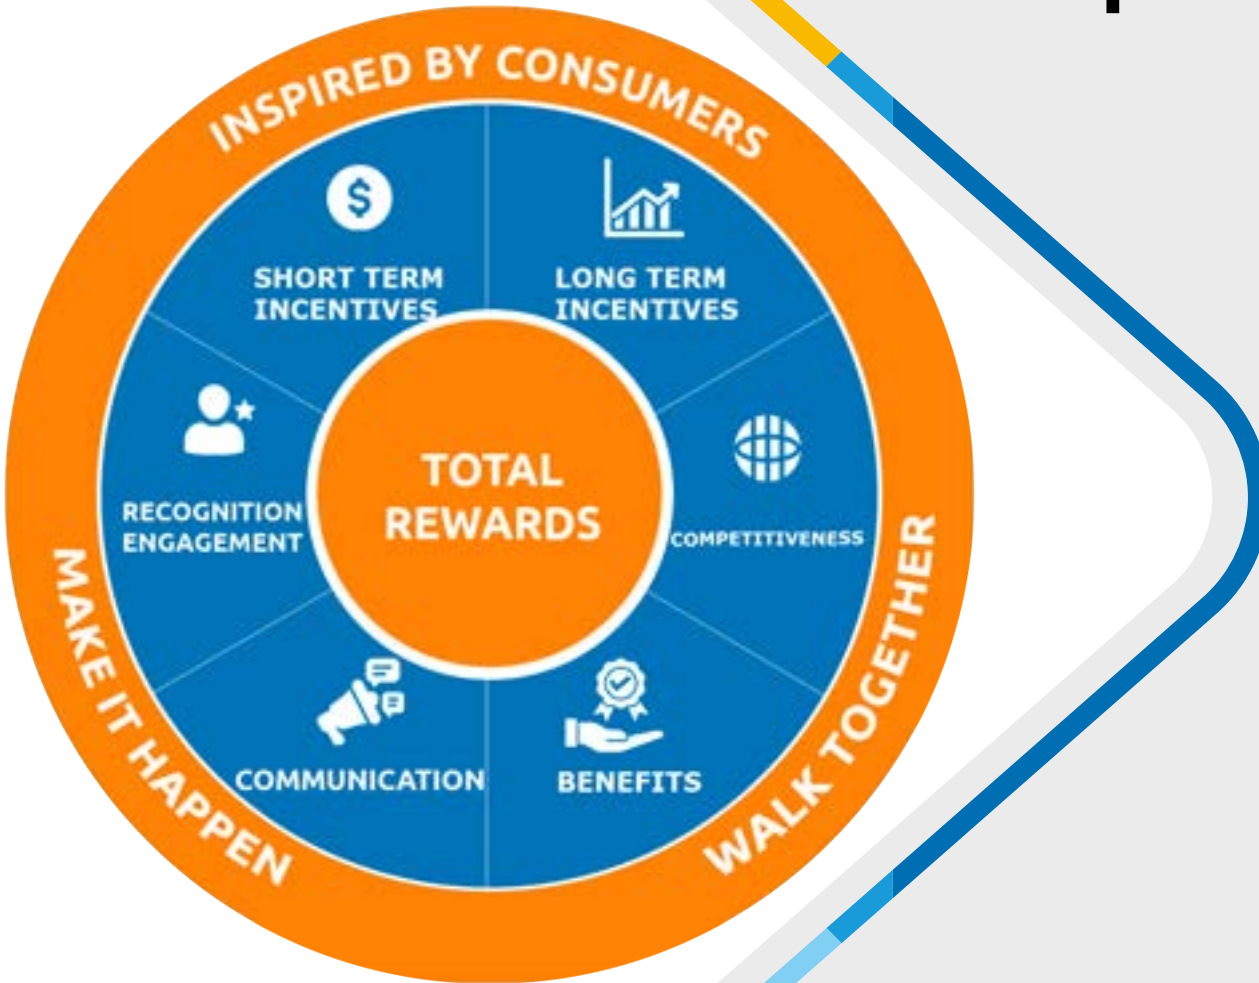 INSPIRED BY CONSUMERS
SHORT TERM
INCENTIVES
LONG TERM
INCENTIVES
RECOGNITION
ENGAGEMENT
TOTAL
REWARDS
COMPETITIVENESS
COMMUNICATION
BENEFITS
MAKE IT HAPPEN
WALK TOGETHER